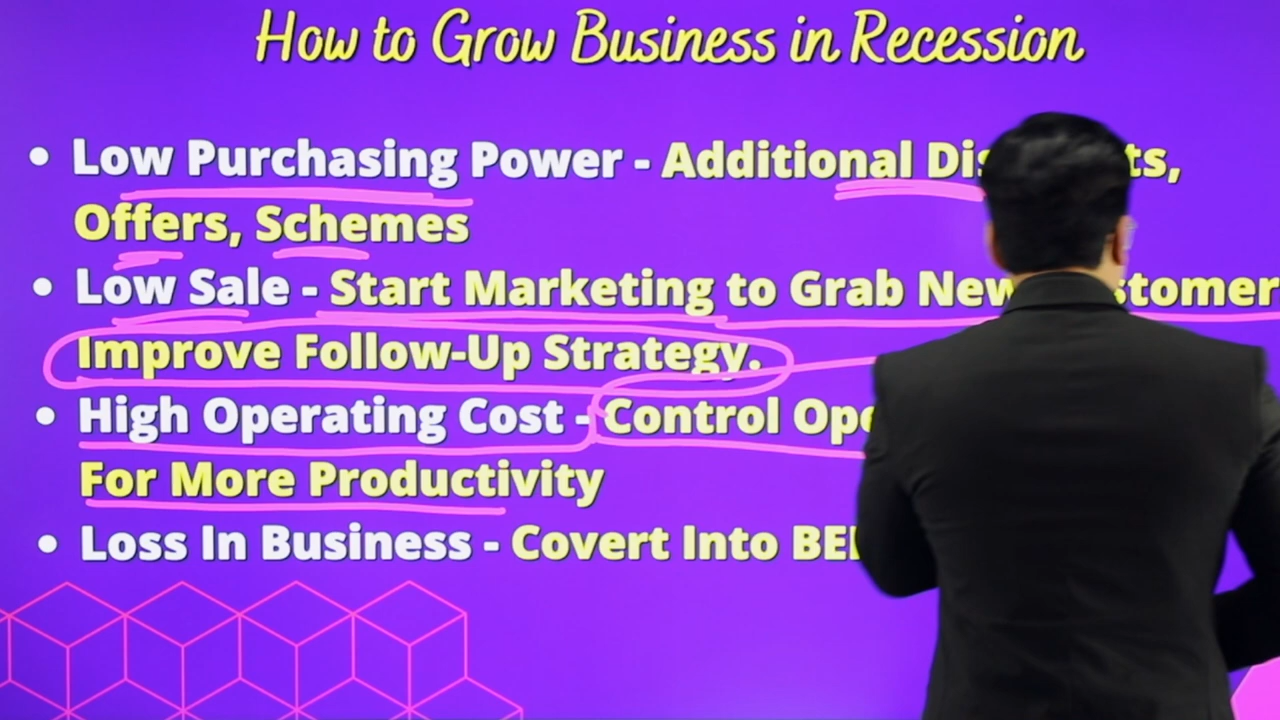 How to Grow Business in Recession
• Low Purchasing Power - Additional
Offers, Schemes
• Low Sale - Start Marketing to Grab New
Improve Follow-Up Strategy.
• High Operating Cost - Control
For More Productivity
• Loss In Business - Covert Into